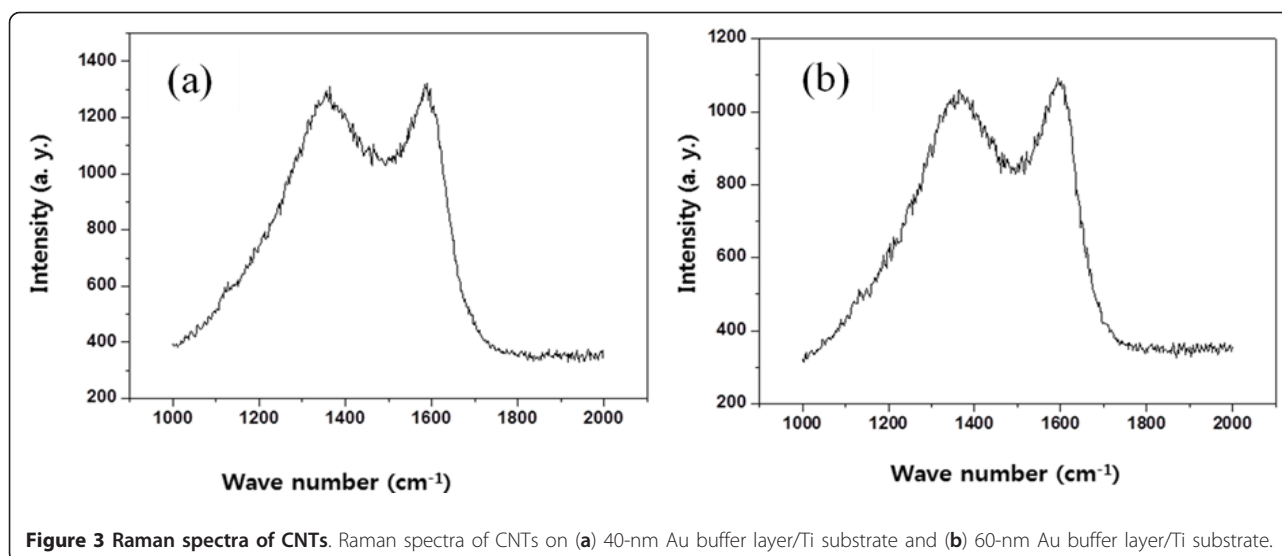 (a)
1400
1200
1000
800
600
400
200
1000 1200 1400 1600 1800 2000
Intensity (a. y.)
Wave number (cm⁻¹)
(b)
1200
1000
800
600
400
200
1000 1200 1400 1600 1800 2000
Intensity (a. y.)
Wave number (cm⁻¹)
Figure 3 Raman spectra of CNTs. Raman spectra of CNTs on (a) 40-nm Au buffer layer/Ti substrate and (b) 60-nm Au buffer layer/Ti substrate.